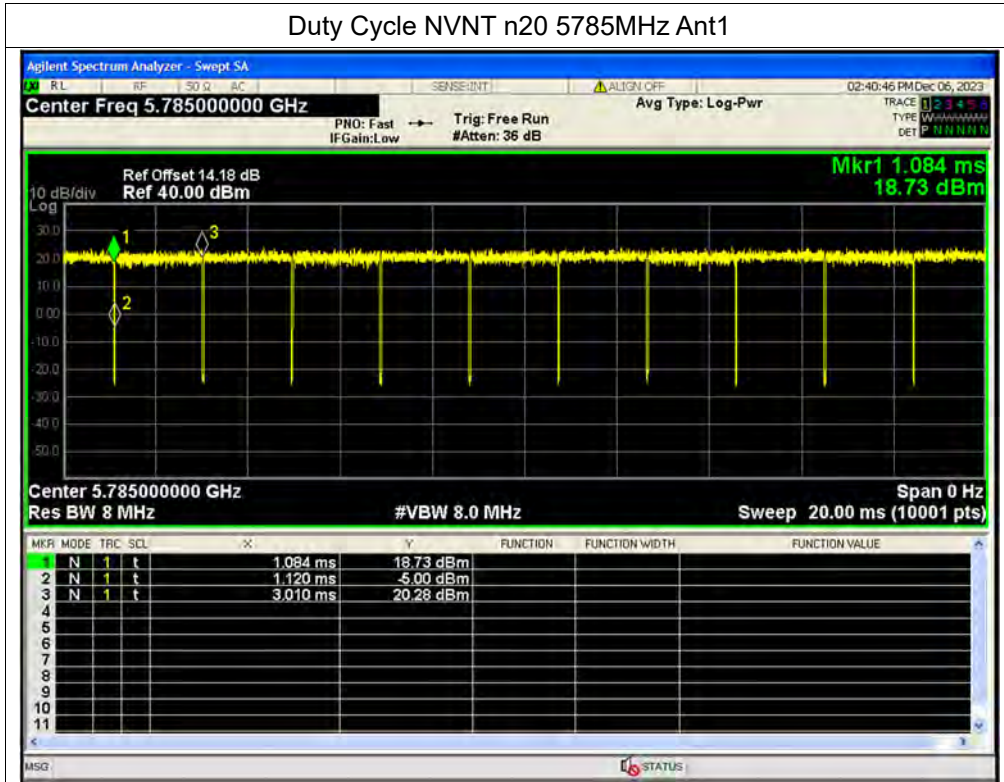 Duty Cycle NVNT n20 5785MHz Ant1
Agilent Spectrum Analyzer - Swept SA
LXI RL RF 50 Ω AC SENSE:INT ALIGN OFF 02:40:46 PM Dec 06, 2023
Center Freq 5.785000000 GHz Avg Type: Log-Pwr TRACE 1 2 3 4 5 6
PNO: Fast Trig: Free Run TYPE W
IFGain:Low #Atten: 36 dB DET P N N N N N
Mkr1 1.084 ms
18.73 dBm
Ref Offset 14.18 dB
10 dB/div Ref 40.00 dBm
Log
30.0
20.0
10.0
0.00
-10.0
-20.0
-30.0
-40.0
-50.0
1
3
2
Center 5.785000000 GHz Span 0 Hz
Res BW 8 MHz #VBW 8.0 MHz Sweep 20.00 ms (10001 pts)
MKR MODE TRC SCL X Y FUNCTION FUNCTION WIDTH FUNCTION VALUE
1 N 1 t 1.084 ms 18.73 dBm
2 N 1 t 1.120 ms -5.00 dBm
3 N 1 t 3.010 ms 20.28 dBm
4
5
6
7
8
9
10
11
MSG STATUS